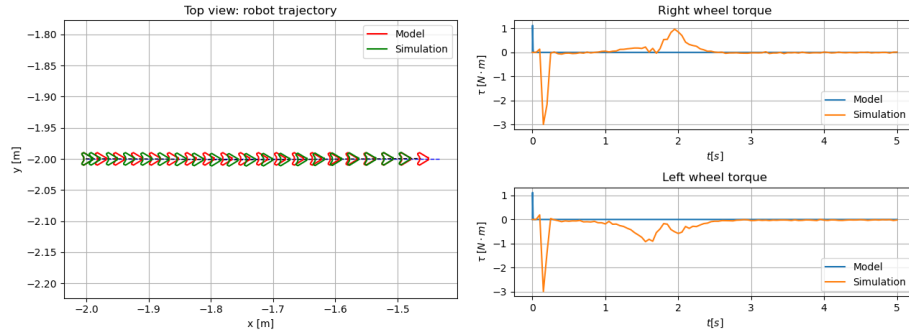 Top view: robot trajectory
Model
Simulation
−1.80
−1.85
−1.90
−1.95
−2.00
−2.05
−2.10
−2.15
−2.20
y [m]
−2.0
−1.9
−1.8
−1.7
−1.6
−1.5
x [m]
Right wheel torque
1
0
−1
−2
−3
τ [N · m]
Model
Simulation
0
1
2
3
4
5
t[s]
Left wheel torque
1
0
−1
−2
−3
τ [N · m]
Model
Simulation
0
1
2
3
4
5
t[s]